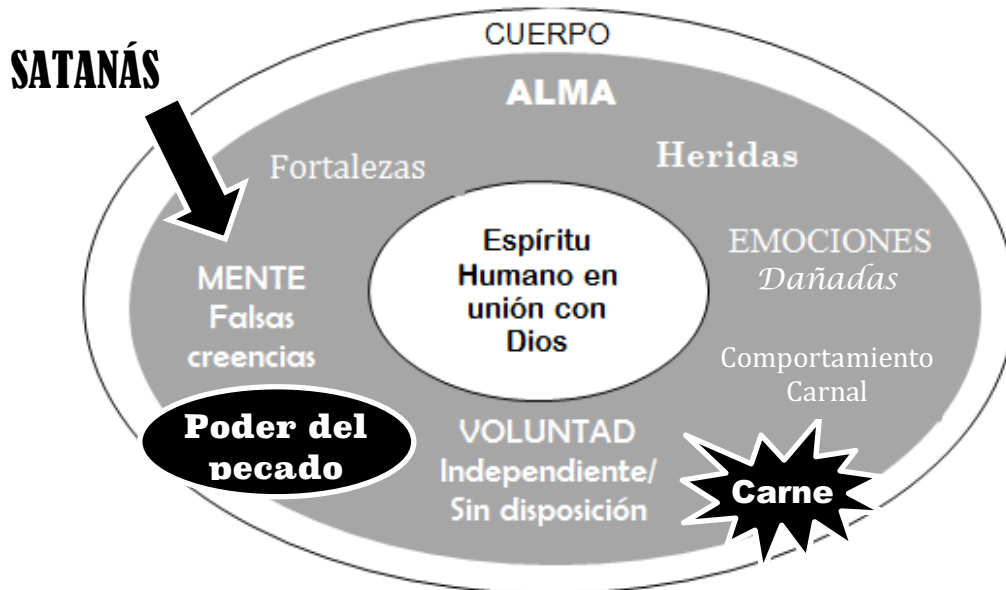 CUERPO
SATANÁS
ALMA
Fortalezas
Heridas
Espíritu
Humano en
unión con
Dios
EMOCIONES
Dañadas
MENTE
Falsas
creencias
Comportamiento
Carnal
Poder del
pecado
VOLUNTAD
Independiente/
Sin disposición
Carne